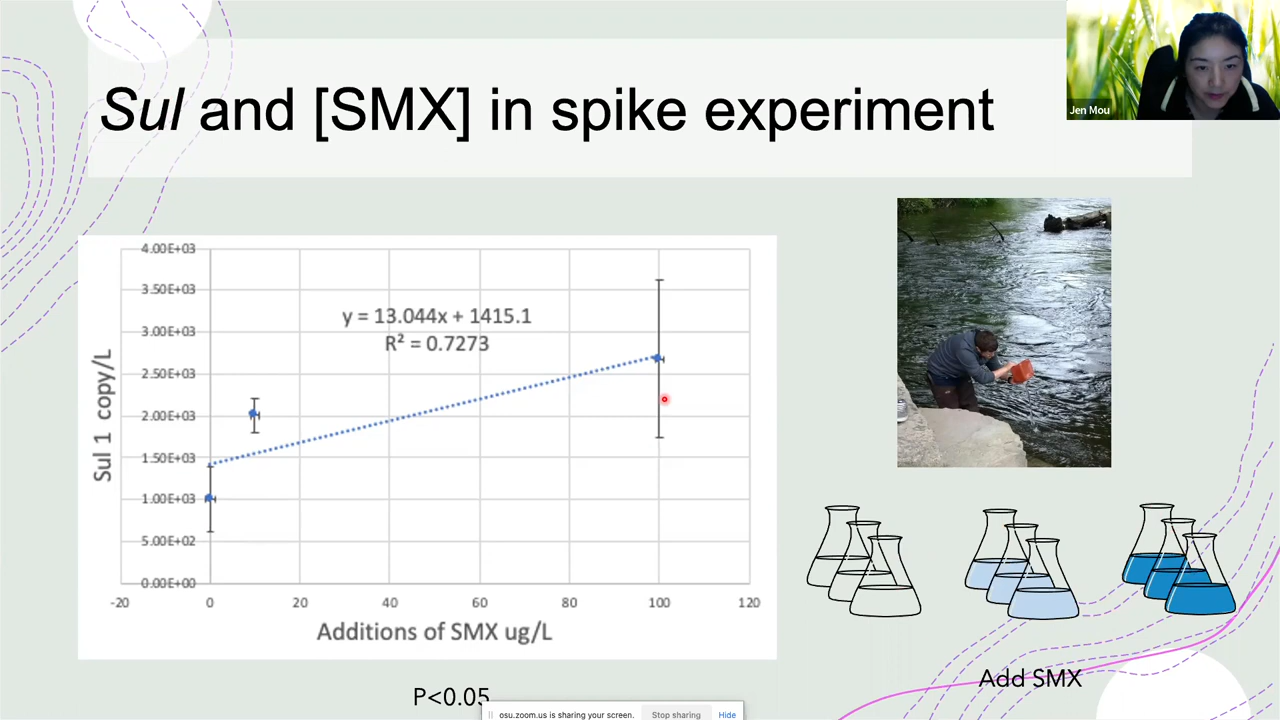 Sul and [SMX] in spike experiment
Jen Mou
4.00E+03
3.50E+03
3.00E+03
2.50E+03
2.00E+03
1.50E+03
1.00E+03
5.00E+02
0.00E+00
Sul 1 copy/L
y = 13.044x + 1415.1
R² = 0.7273
-20 0 20 40 60 80 100 120
Additions of SMX ug/L
P<0.05
Add SMX
osu.zoom.us is sharing your screen. Stop sharing Hide